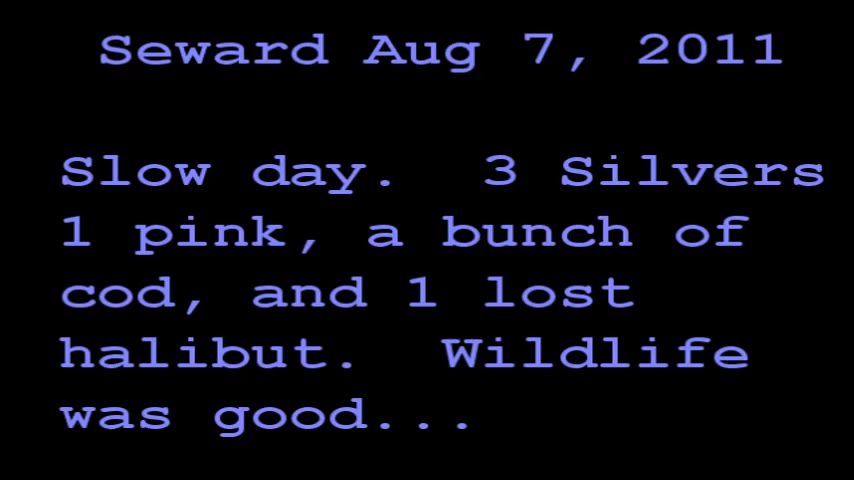 Seward Aug 7, 2011
Slow day.  3 Silvers
1 pink, a bunch of
cod, and 1 lost
halibut.  Wildlife
was good...